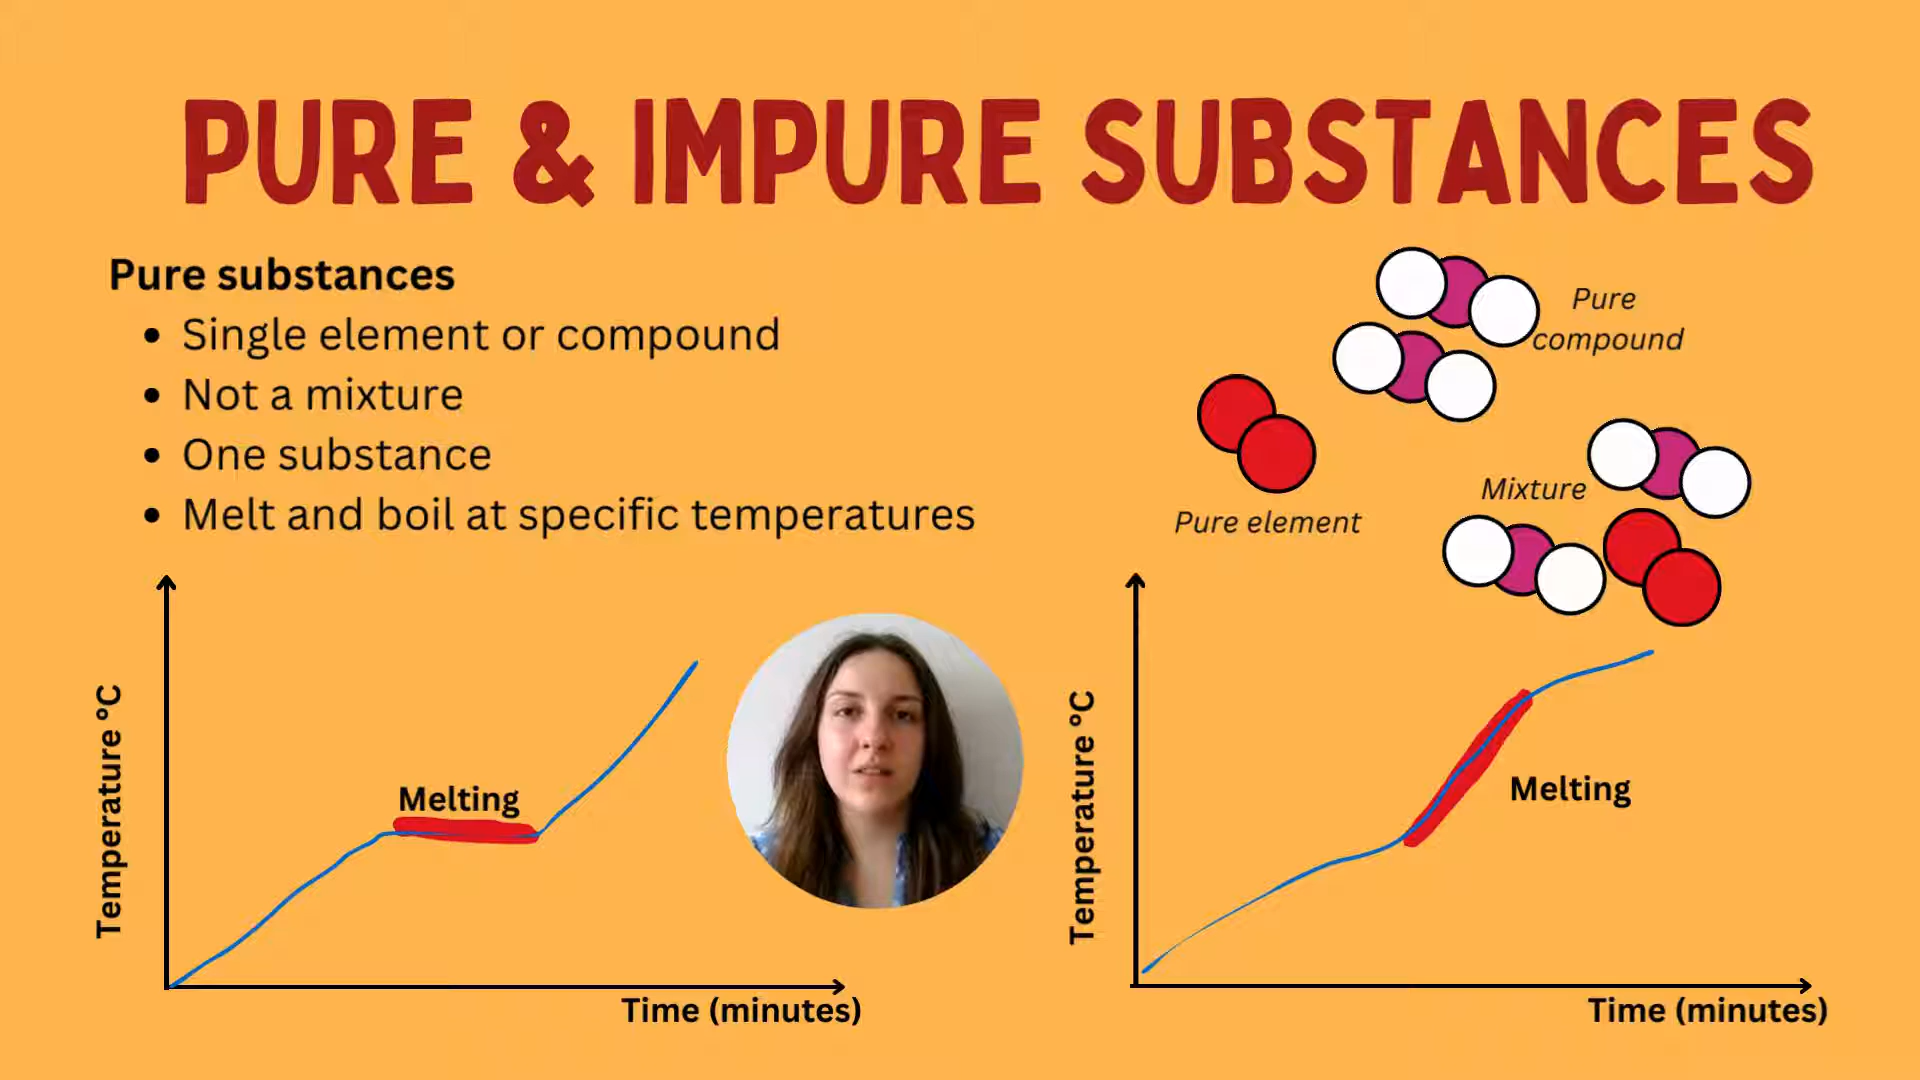 PURE & IMPURE SUBSTANCES
Pure substances
• Single element or compound
• Not a mixture
• One substance
• Melt and boil at specific temperatures
Pure
compound
Pure element
Mixture
Temperature °C
Melting
Time (minutes)
Temperature °C
Melting
Time (minutes)